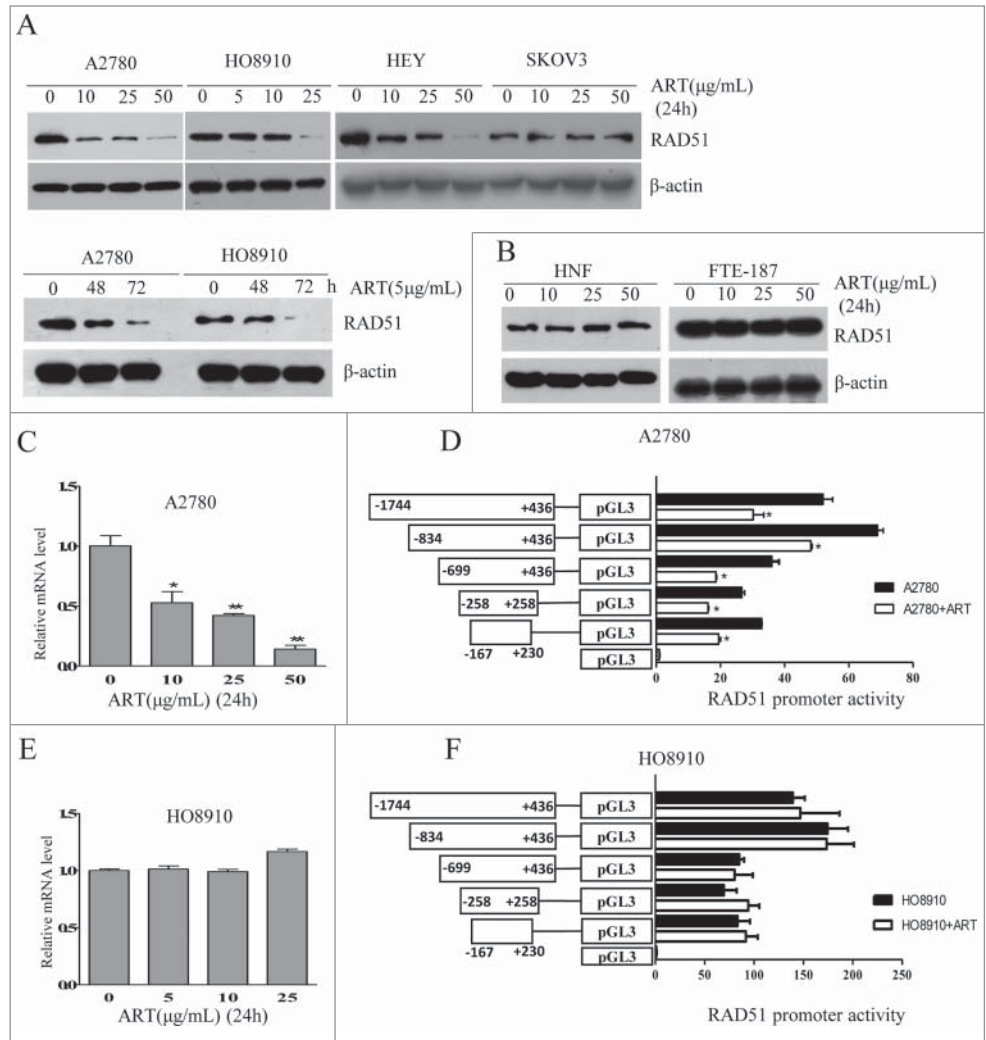 A
A2780 HO8910 HEY SKOV3
0 10 25 50 0 5 10 25 0 10 25 50 0 10 25 50 ART(μg/mL)
(24h)
RAD51
β-actin
A2780 HO8910
0 48 72 0 48 72 h ART(5μg/mL)
RAD51
β-actin
B
HNF FTE-187
0 10 25 50 0 10 25 50 ART(μg/mL)
(24h)
RAD51
β-actin
C
A2780
Relative mRNA level
1.5
1.0
0.5
0.0
* ** **
0 10 25 50
ART(μg/mL) (24h)
D
A2780
-1744 +436 pGL3 *
-834 +436 pGL3 *
-699 +436 pGL3 *
-258 +258 pGL3 *
pGL3 *
-167 +230
pGL3
A2780
A2780+ART
0 20 40 60 80
RAD51 promoter activity
E
HO8910
Relative mRNA level
1.5
1.0
0.5
0.0
0 5 10 25
ART(μg/mL) (24h)
F
HO8910
-1744 +436 pGL3
-834 +436 pGL3
-699 +436 pGL3
-258 +258 pGL3
pGL3
-167 +230
pGL3
HO8910
HO8910+ART
0 50 100 150 200 250
RAD51 promoter activity